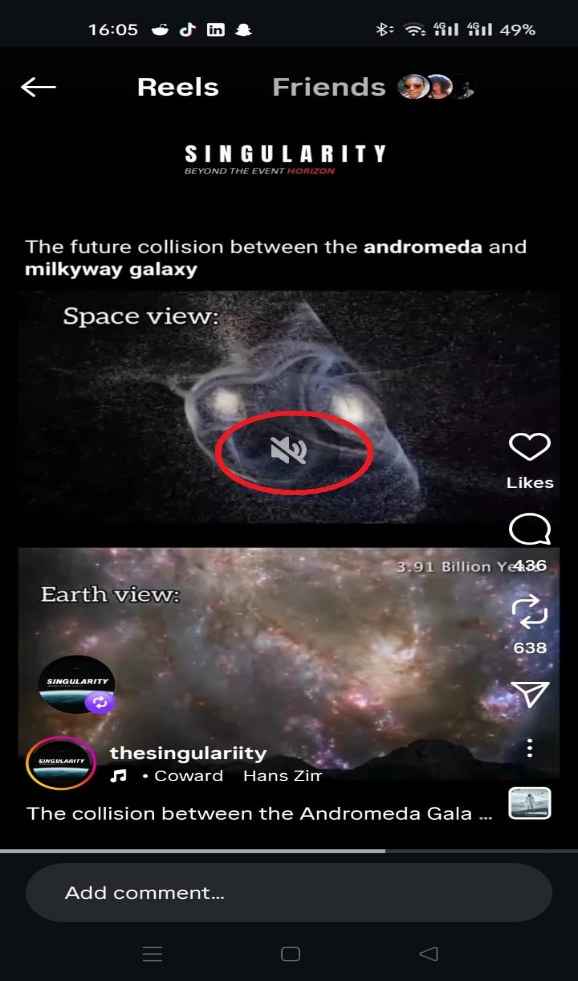 16:05 4G 4G 49%
Reels Friends
SINGULARITY
BEYOND THE EVENT HORIZON
The future collision between the andromeda and
milkyway galaxy
Space view:
Likes
3.91 Billion
436
Earth view:
638
SINGULARITY
SINGULARITY
thesingulariity
• Coward Hans Zim
The collision between the Andromeda Gala ...
Add comment...